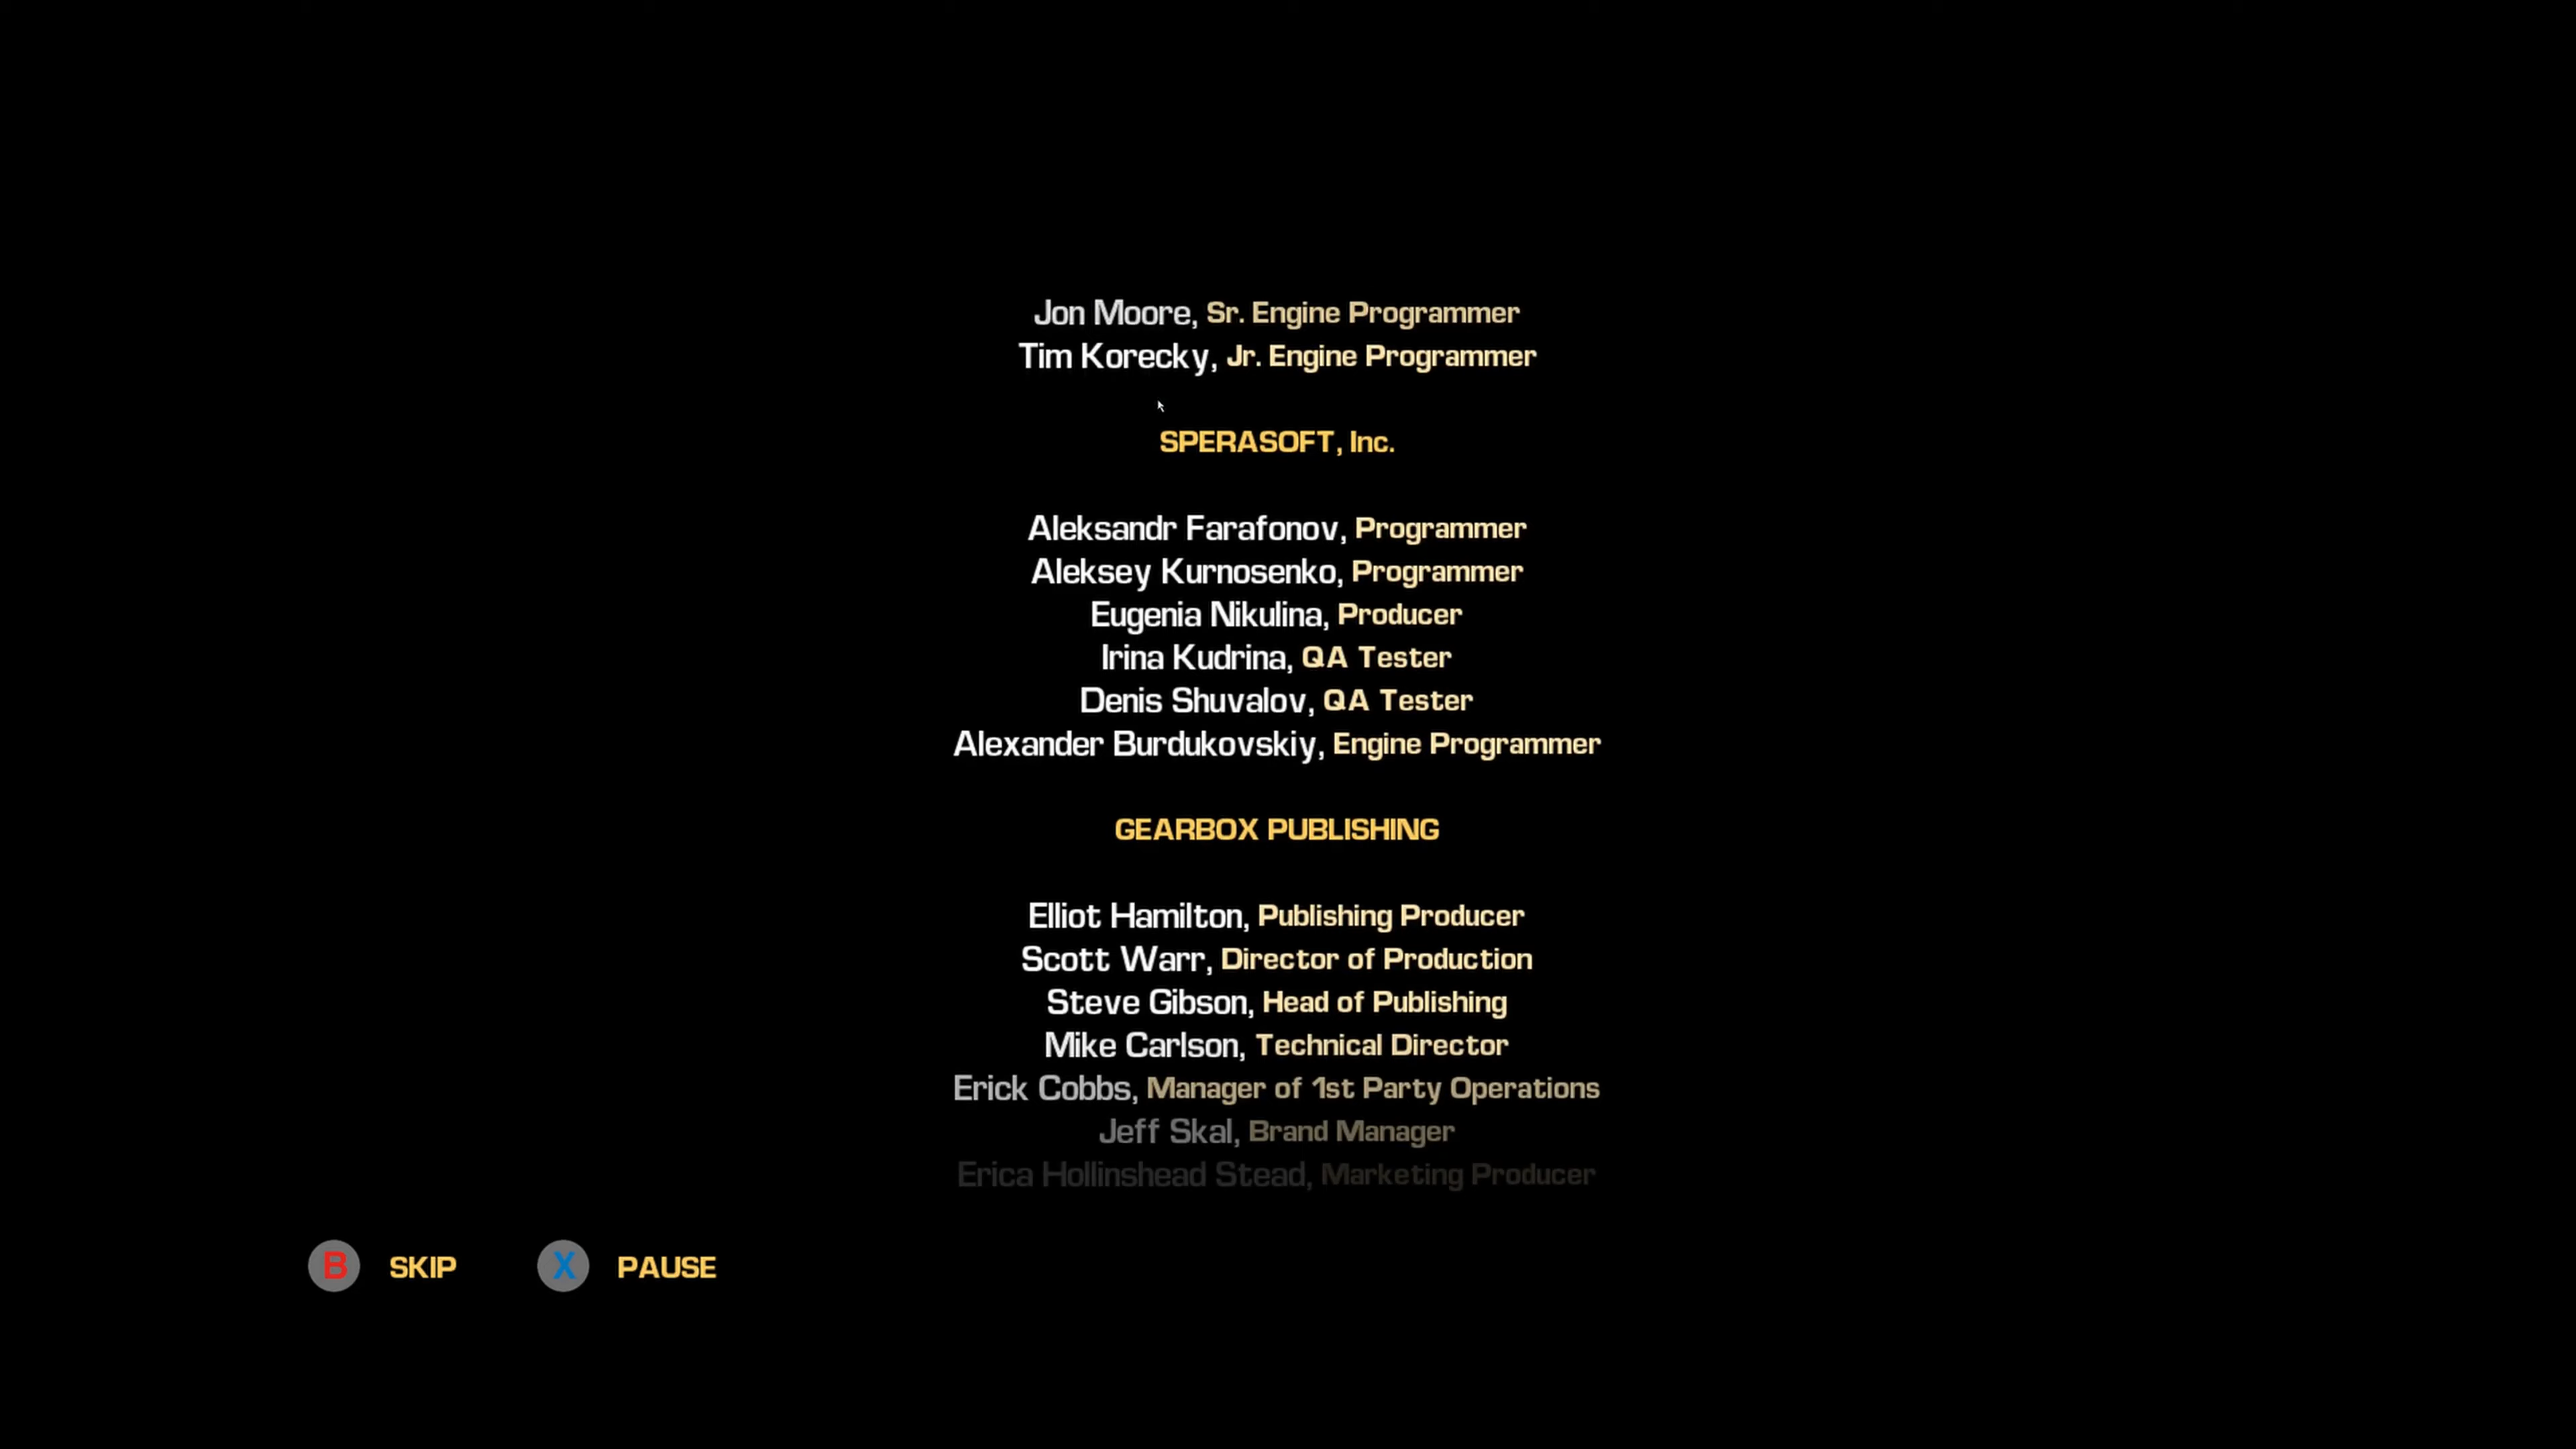 Jon Moore, Sr. Engine Programmer
Tim Korecky, Jr. Engine Programmer
SPERASOFT, Inc.
Aleksandr Farafonov, Programmer
Aleksey Kurnosenko, Programmer
Eugenia Nikulina, Producer
Irina Kudrina, QA Tester
Denis Shuvalov, QA Tester
Alexander Burdukovskiy, Engine Programmer
GEARBOX PUBLISHING
Elliot Hamilton, Publishing Producer
Scott Warr, Director of Production
Steve Gibson, Head of Publishing
Mike Carlson, Technical Director
Erick Cobbs, Manager of 1st Party Operations
Jeff Skal, Brand Manager
Erica Hollinshead Stead, Marketing Producer
B SKIP X PAUSE